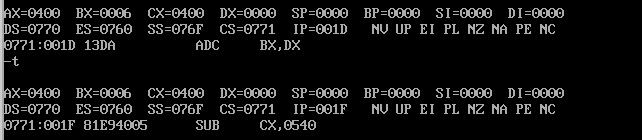 AX=0400  BX=0006  CX=0400  DX=0000  SP=0000  BP=0000  SI=0000  DI=0000
DS=0770  ES=0760  SS=076F  CS=0771  IP=001D   NV UP EI PL NZ NA PE NC
0771:001D 13DA          ADC     BX,DX
-t
AX=0400  BX=0006  CX=0400  DX=0000  SP=0000  BP=0000  SI=0000  DI=0000
DS=0770  ES=0760  SS=076F  CS=0771  IP=001F   NV UP EI PL NZ NA PE NC
0771:001F 81E94005      SUB     CX,0540